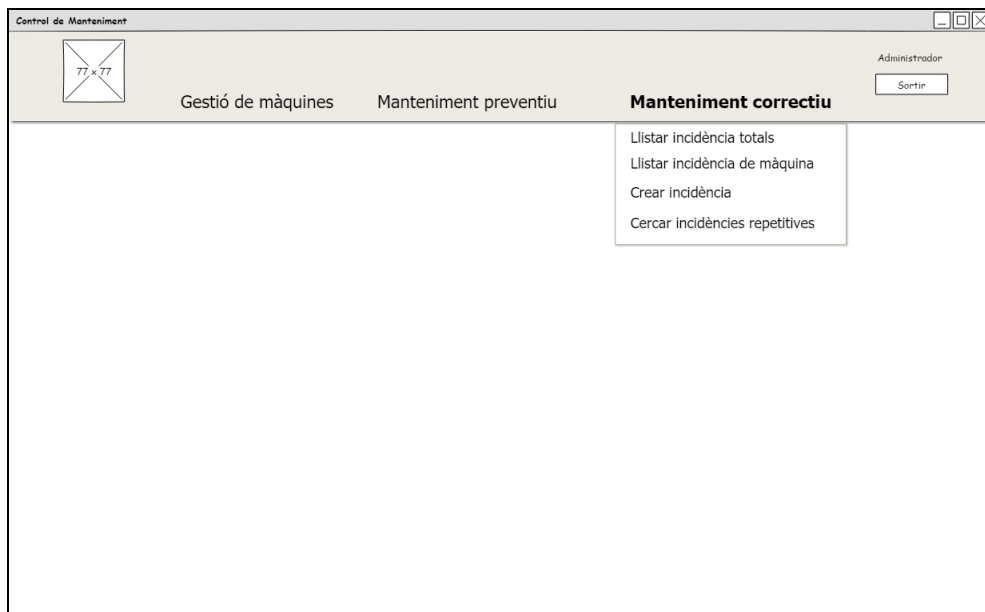 Control de Manteniment
77 x 77
Administrador
Sortir
Gestió de màquines
Manteniment preventiu
Manteniment correctiu
Llistar incidència totals
Llistar incidència de màquina
Crear incidència
Cercar incidències repetitives